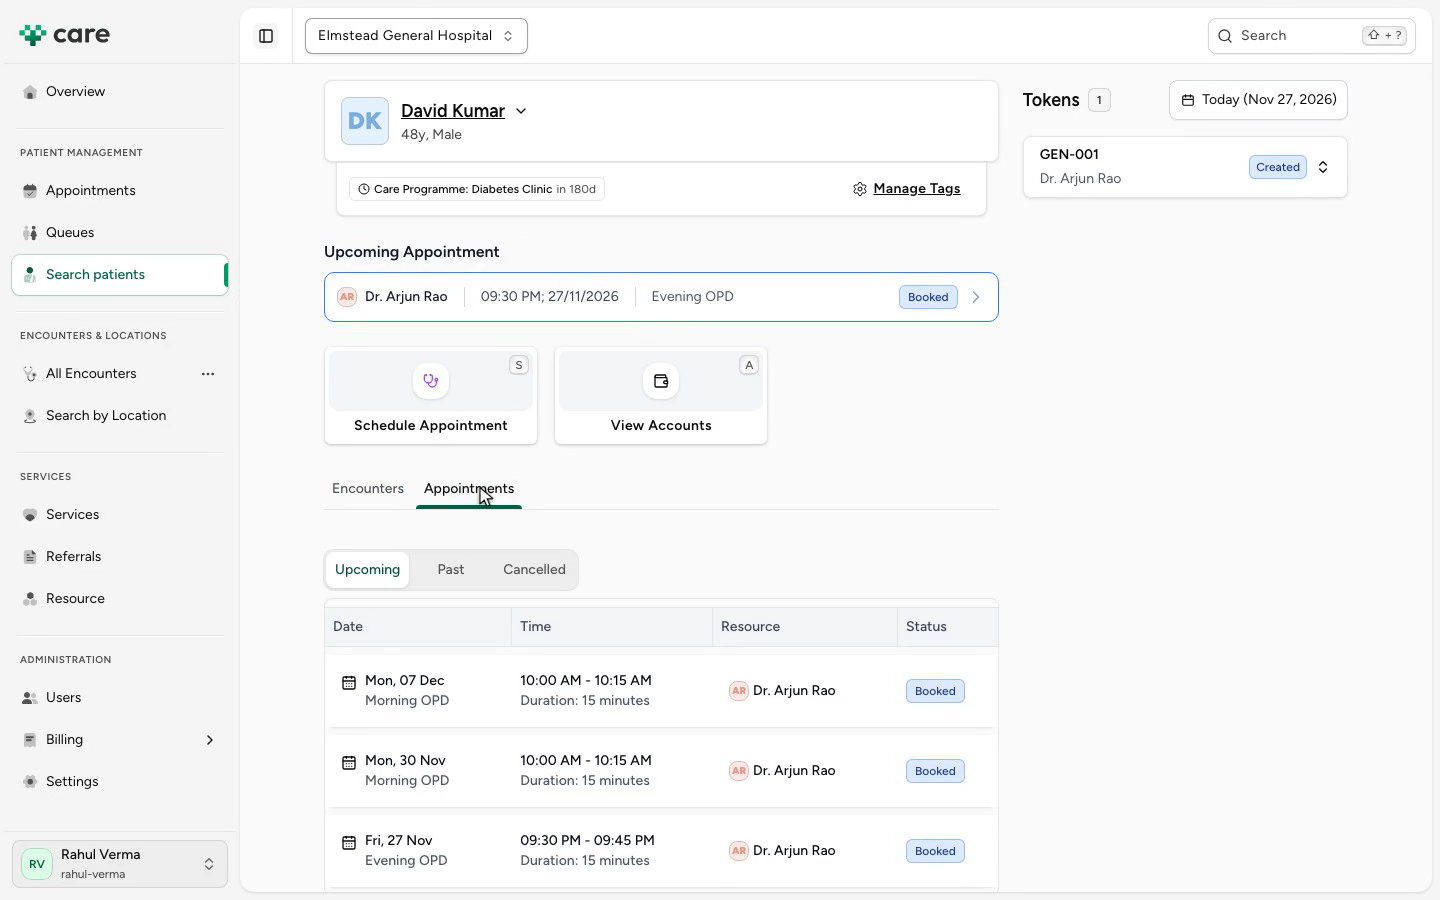 care
Overview
PATIENT MANAGEMENT
Appointments
Queues
Search patients
ENCOUNTERS & LOCATIONS
All Encounters
Search by Location
SERVICES
Services
Referrals
Resource
ADMINISTRATION
Users
Billing
Settings
RV Rahul Verma
rahul-verma
Elmstead General Hospital
Search ⇧ + ?
DK David Kumar
48y, Male
Care Programme: Diabetes Clinic in 180d Manage Tags
Upcoming Appointment
AR Dr. Arjun Rao 09:30 PM; 27/11/2026 Evening OPD Booked
S A
Schedule Appointment View Accounts
Encounters Appointments
Upcoming Past Cancelled
Date Time Resource Status
Mon, 07 Dec 10:00 AM - 10:15 AM AR Dr. Arjun Rao Booked
Morning OPD Duration: 15 minutes
Mon, 30 Nov 10:00 AM - 10:15 AM AR Dr. Arjun Rao Booked
Morning OPD Duration: 15 minutes
Fri, 27 Nov 09:30 PM - 09:45 PM AR Dr. Arjun Rao Booked
Evening OPD Duration: 15 minutes
Tokens 1 Today (Nov 27, 2026)
GEN-001 Created
Dr. Arjun Rao